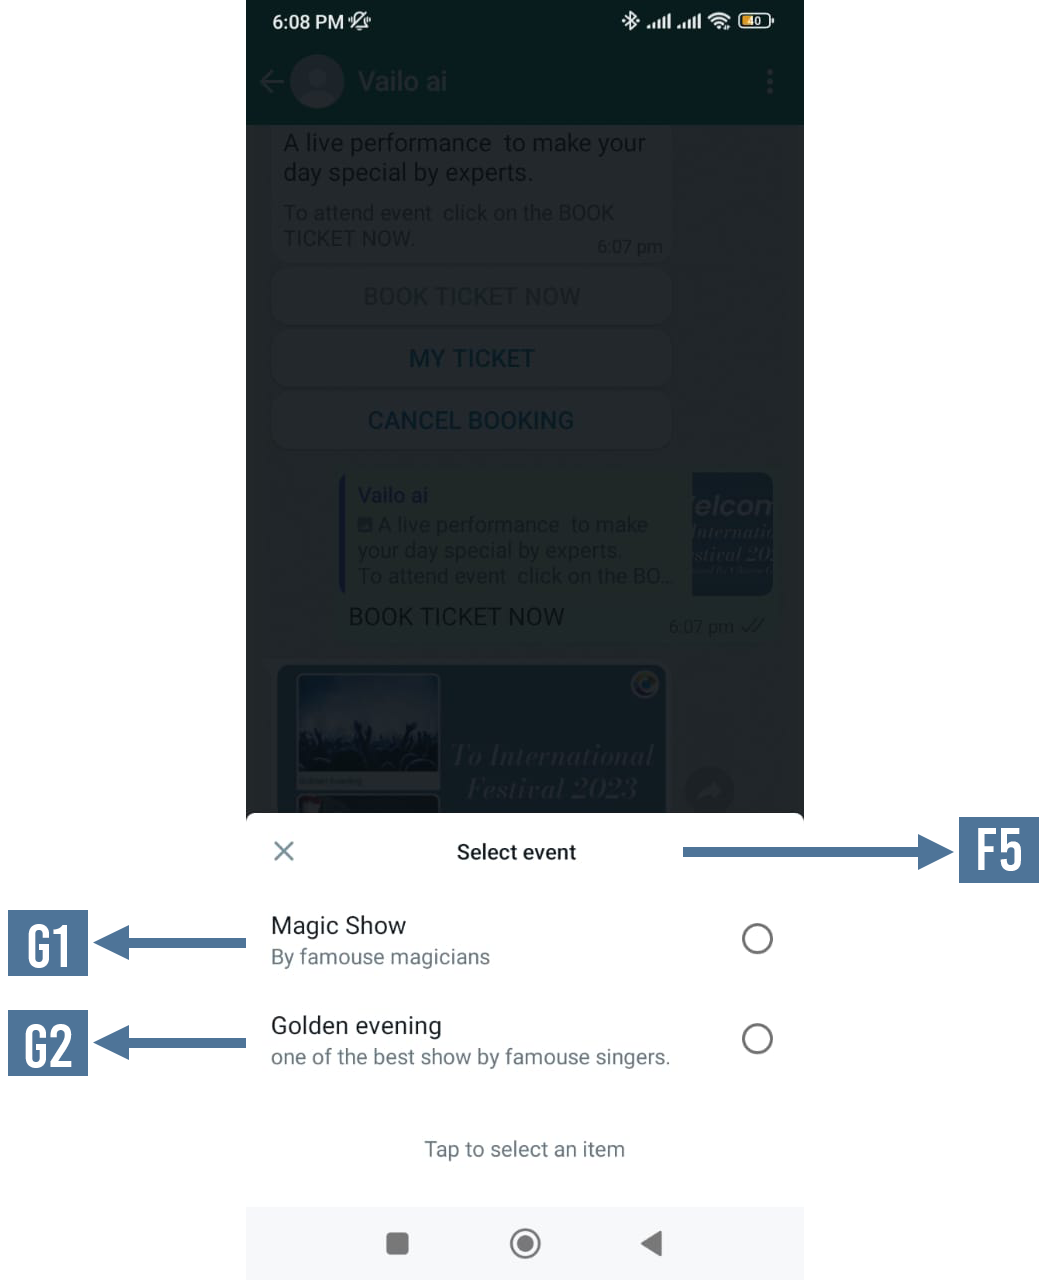 6:08 PM
40
Vailo ai
A live performance  to make your
day special by experts.
To attend event  click on the BOOK
TICKET NOW.
6:07 pm
BOOK TICKET NOW
MY TICKET
CANCEL BOOKING
Vailo ai
A live performance  to make
your day special by experts.
To attend event  click on the BO...
elcom
Internatio
stival 20
BOOK TICKET NOW
6:07 pm
To International
Festival 2023
Select event
F5
Magic Show
By famouse magicians
G1
Golden evening
one of the best show by famouse singers.
G2
Tap to select an item